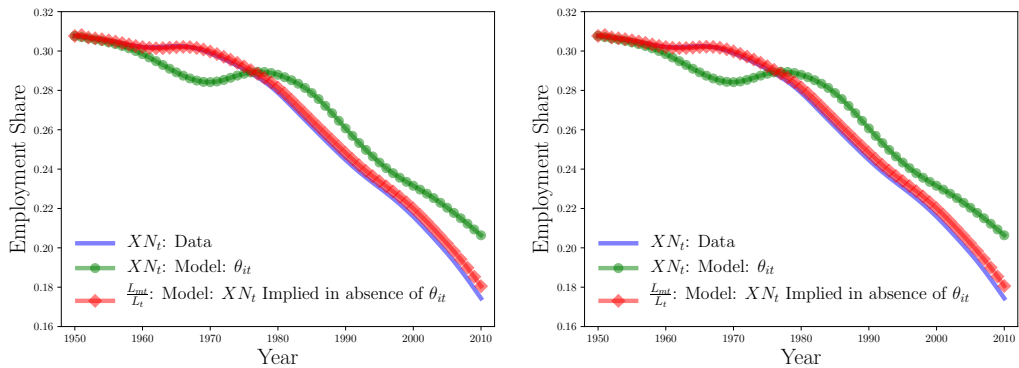 0.32
0.30
0.28
0.26
0.24
0.22
0.20
0.18
0.16
Employment Share
XN_t: Data
XN_t: Model: θ_it
L_mt/L_t: Model: XN_t Implied in absence of θ_it
1950 1960 1970 1980 1990 2000 2010
Year
0.32
0.30
0.28
0.26
0.24
0.22
0.20
0.18
0.16
Employment Share
XN_t: Data
XN_t: Model: θ_it
L_mt/L_t: Model: XN_t Implied in absence of θ_it
1950 1960 1970 1980 1990 2000 2010
Year